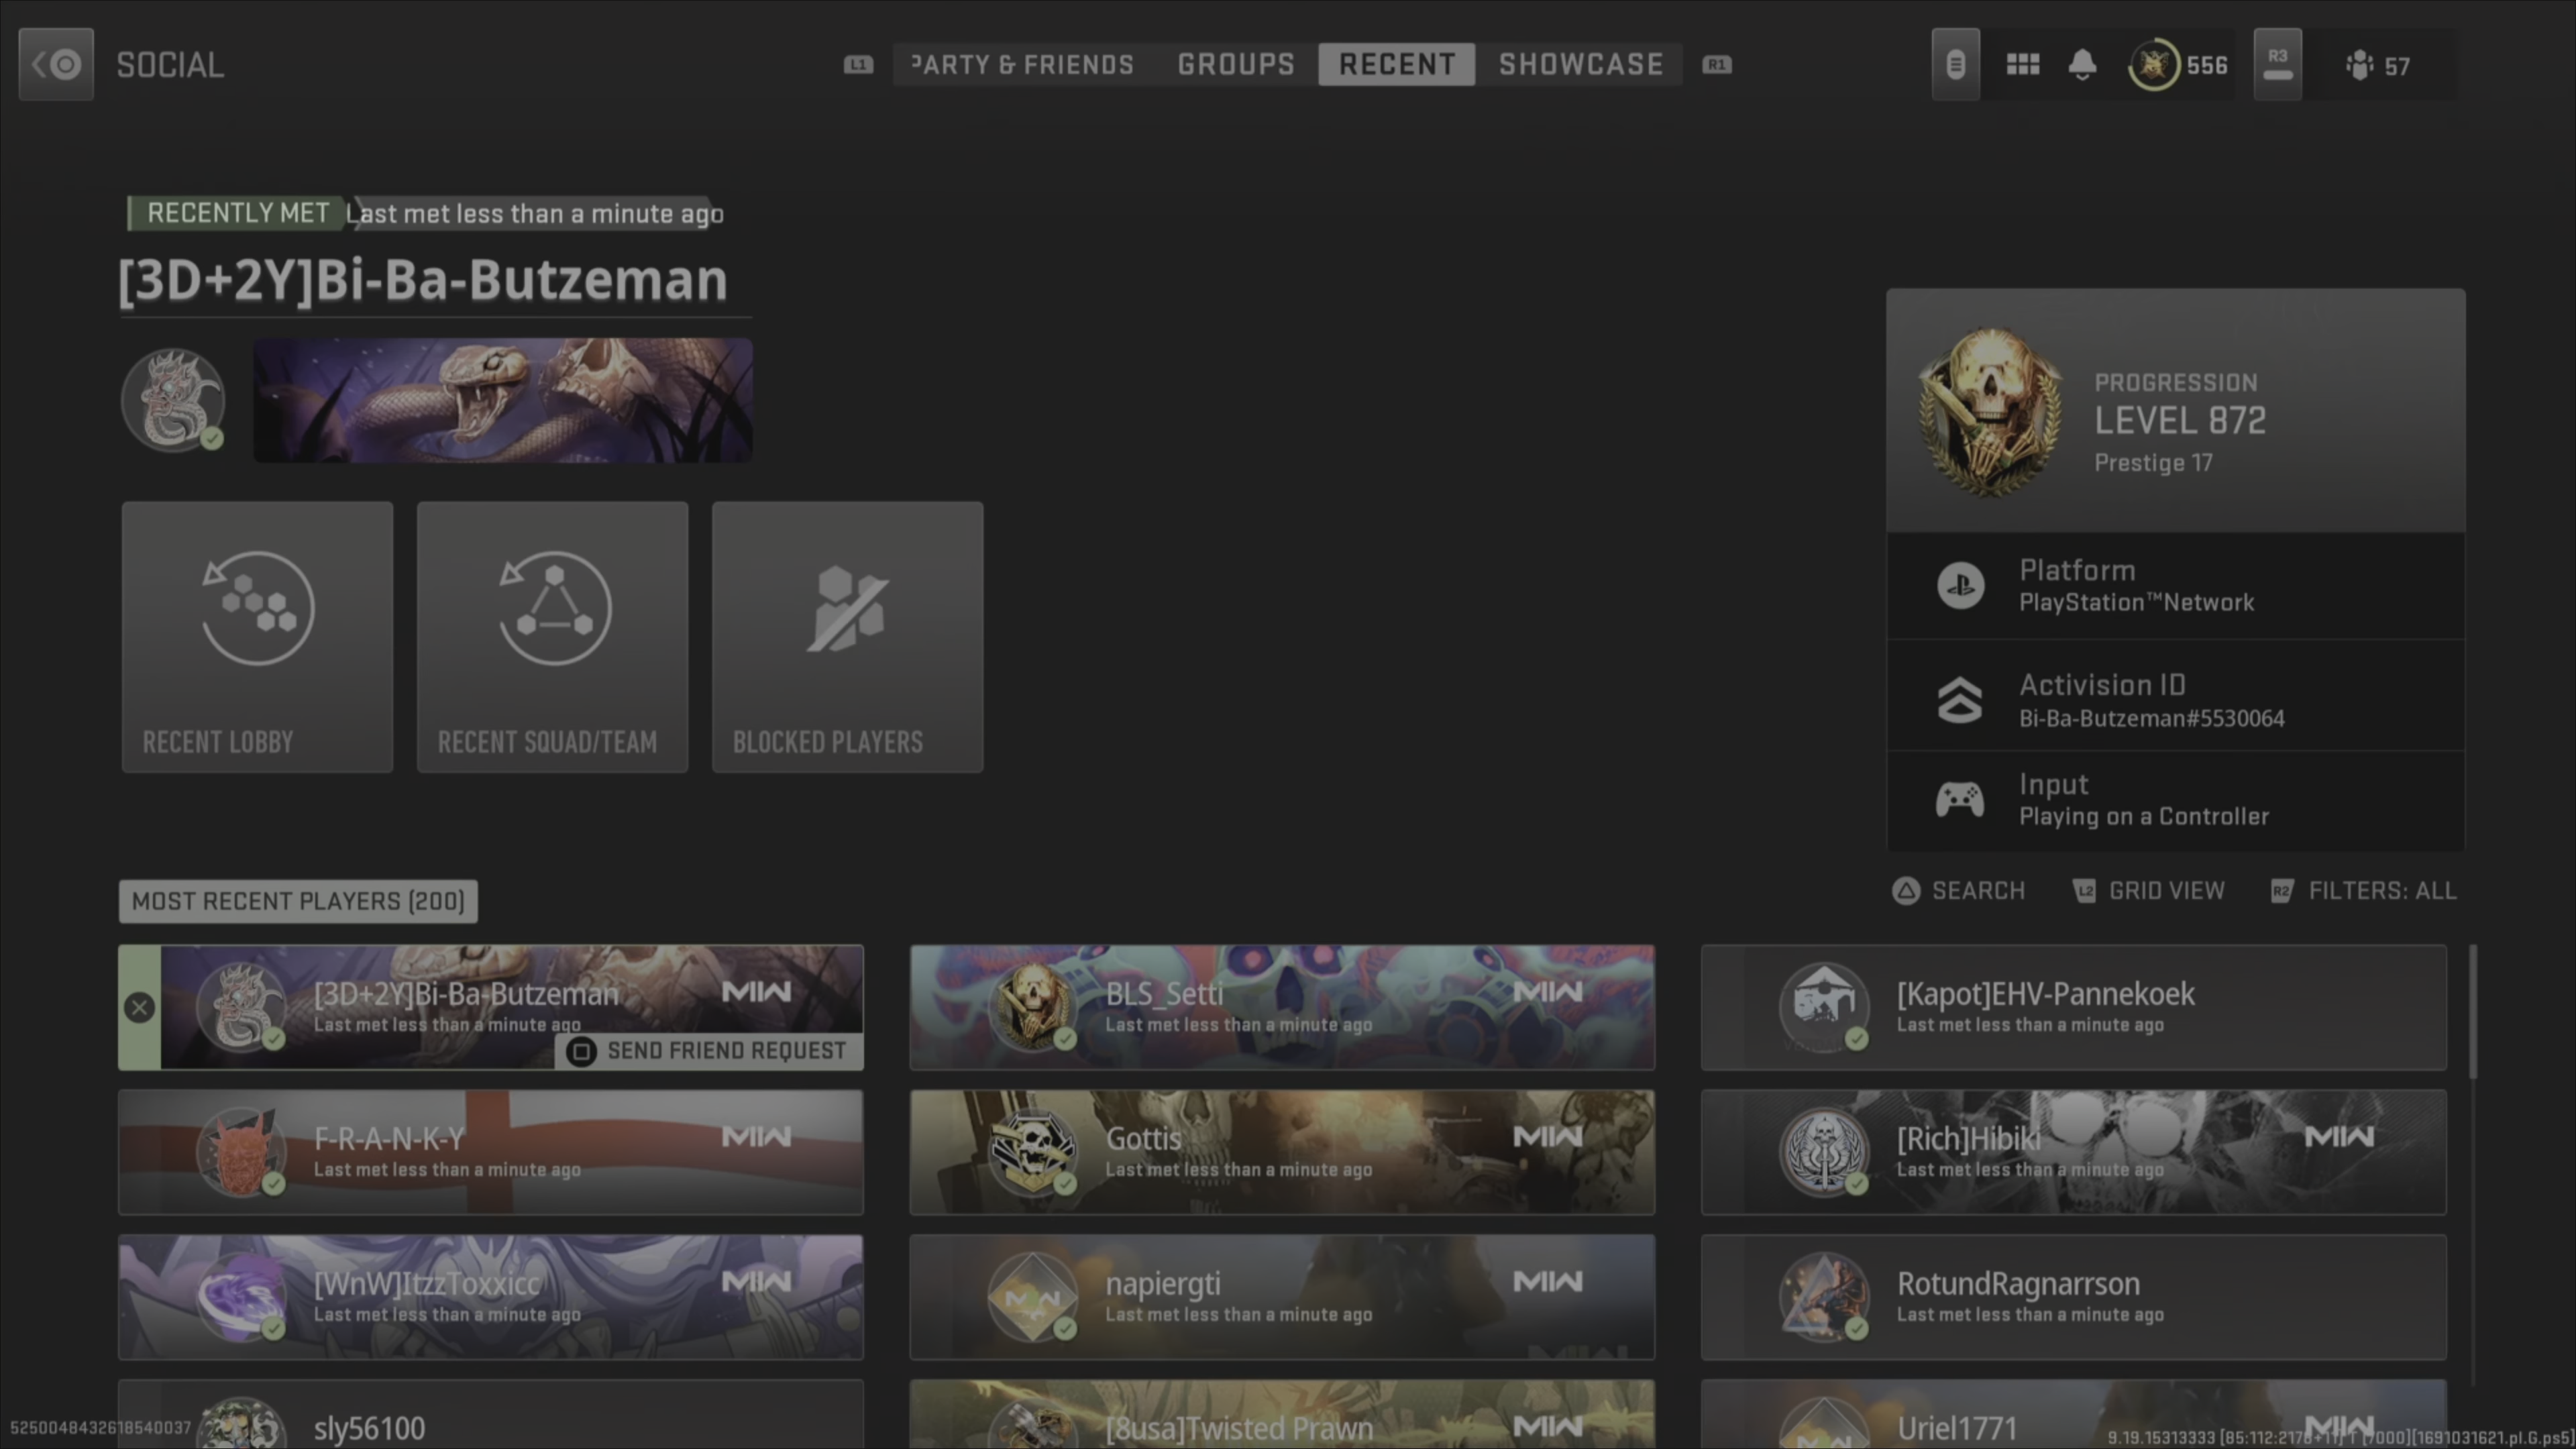 SOCIAL
L1
PARTY & FRIENDS
GROUPS
RECENT
SHOWCASE
R1
556
R3
57
RECENTLY MET
Last met less than a minute ago
[3D+2Y]Bi-Ba-Butzeman
PROGRESSION
LEVEL 872
Prestige 17
Platform
PlayStation™Network
Activision ID
Bi-Ba-Butzeman#5530064
Input
Playing on a Controller
RECENT LOBBY
RECENT SQUAD/TEAM
BLOCKED PLAYERS
SEARCH
L2 GRID VIEW
R2 FILTERS: ALL
MOST RECENT PLAYERS (200)
[3D+2Y]Bi-Ba-Butzeman
MW
Last met less than a minute ago
SEND FRIEND REQUEST
BLS_Setti
MW
Last met less than a minute ago
[Kapot]EHV-Pannekoek
Last met less than a minute ago
F-R-A-N-K-Y
MW
Last met less than a minute ago
Gottis
MW
Last met less than a minute ago
[Rich]Hibiki
MW
Last met less than a minute ago
[WnW]ItzzToxxicc
MW
Last met less than a minute ago
napiergti
MW
Last met less than a minute ago
RotundRagnarrson
Last met less than a minute ago
sly56100
[8usa]Twisted Prawn
MW
Uriel1771
MW
5250048432618540037